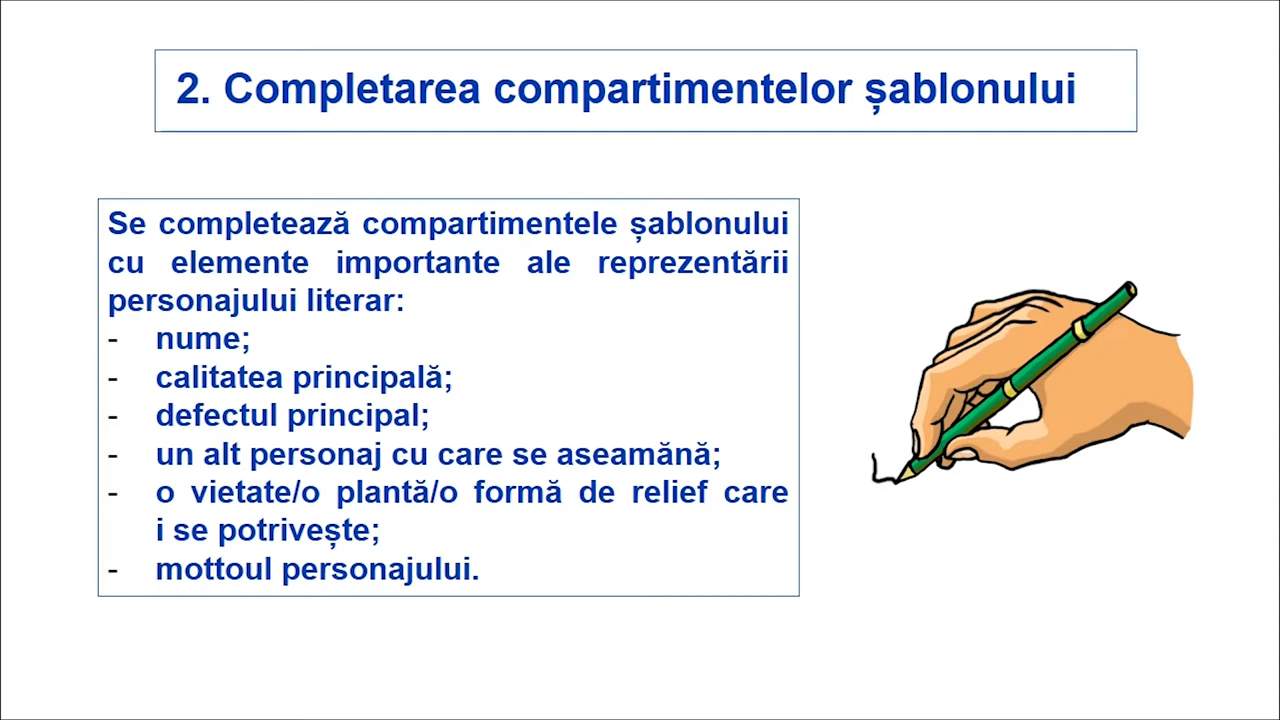 2. Completarea compartimentelor șablonului
Se completează compartimentele șablonului
cu elemente importante ale reprezentării
personajului literar:
- nume;
- calitatea principală;
- defectul principal;
- un alt personaj cu care se aseamănă;
- o vietate/o plantă/o formă de relief care
i se potrivește;
- mottoul personajului.